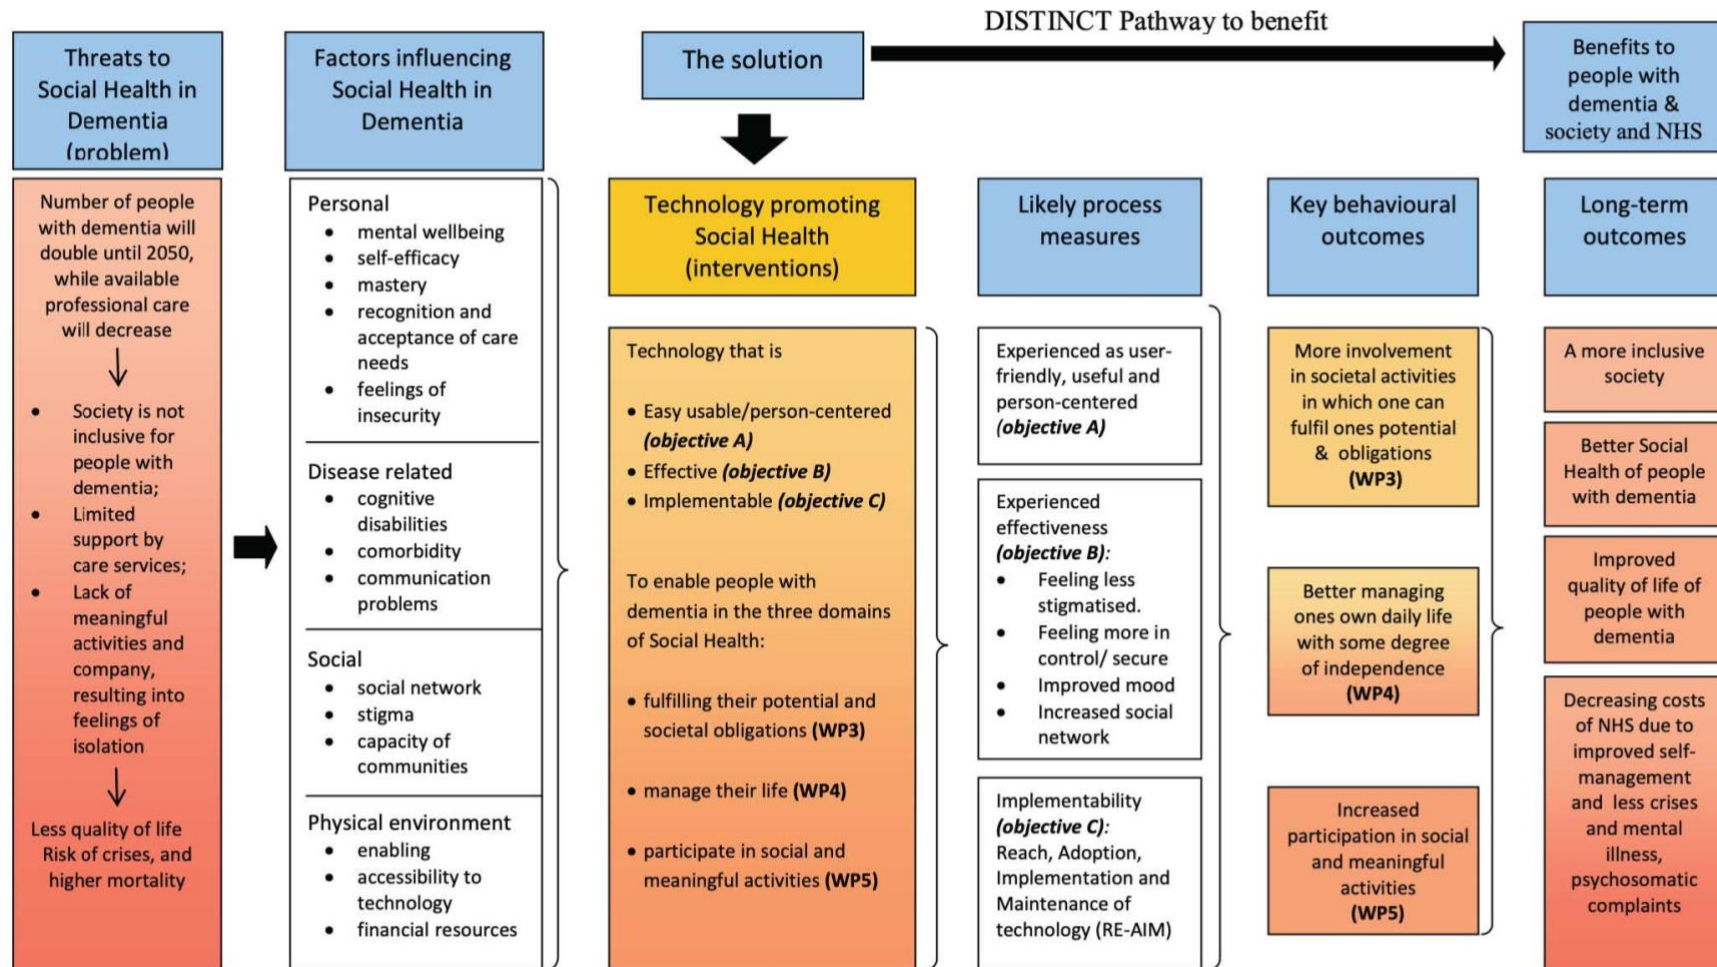 DISTINCT Pathway to benefit
Threats to
Social Health in
Dementia
(problem)
Factors influencing
Social Health in
Dementia
The solution
Benefits to
people with
dementia &
society and NHS
Number of people
with dementia will
double until 2050,
while available
professional care
will decrease
• Society is not
inclusive for
people with
dementia;
• Limited
support by
care services;
• Lack of
meaningful
activities and
company,
resulting into
feelings of
isolation
Less quality of life
Risk of crises, and
higher mortality
Personal
• mental wellbeing
• self-efficacy
• mastery
• recognition and
acceptance of care
needs
• feelings of
insecurity
Disease related
• cognitive
disabilities
• comorbidity
• communication
problems
Social
• social network
• stigma
• capacity of
communities
Physical environment
• enabling
• accessibility to
technology
• financial resources
Technology promoting
Social Health
(interventions)
Technology that is
• Easy usable/person-centered
(objective A)
• Effective (objective B)
• Implementable (objective C)
To enable people with
dementia in the three domains
of Social Health:
• fulfilling their potential and
societal obligations (WP3)
• manage their life (WP4)
• participate in social and
meaningful activities (WP5)
Likely process
measures
Experienced as user-
friendly, useful and
person-centered
(objective A)
Experienced
effectiveness
(objective B):
• Feeling less
stigmatised.
• Feeling more in
control/ secure
• Improved mood
• Increased social
network
Implementability
(objective C):
Reach, Adoption,
Implementation and
Maintenance of
technology (RE-AIM)
Key behavioural
outcomes
More involvement
in societal activities
in which one can
fulfil ones potential
& obligations
(WP3)
Better managing
ones own daily life
with some degree
of independence
(WP4)
Increased
participation in social
and meaningful
activities
(WP5)
Long-term
outcomes
A more inclusive
society
Better Social
Health of people
with dementia
Improved
quality of life of
people with
dementia
Decreasing costs
of NHS due to
improved self-
management
and less crises
and mental
illness,
psychosomatic
complaints